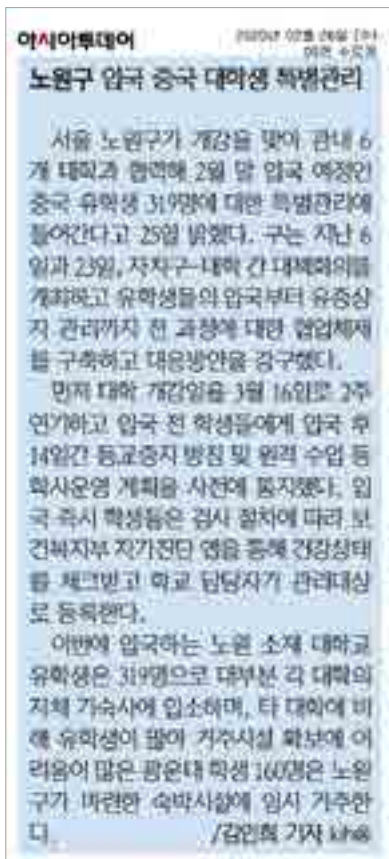 아시아투데이
2020년 02월 26일 (수)
노원구 입국 중국 대학생 특별관리
서울 노원구가 개강을 맞아 관내 6
개 대학과 협력해 2월 말 입국 예정인
중국 유학생 319명에 대한 특별관리에
들어간다고 25일 밝혔다. 구는 지난 6
일과 23일, 자치구-대학 간 대책회의를
개최하고 유학생들의 입국부터 유증상
자 관리까지 전 과정에 대한 협업체계
를 구축하고 대응방안을 강구했다.
먼저 대학 개강일을 3월 16일로 2주
연기하고 입국 전 학생들에게 입국 후
14일간 등교중지 방침 및 원격 수업 등
학사운영 계획을 사전에 통지했다. 입
국 즉시 학생들은 검사 절차에 따라 보
건복지부 자가진단 앱을 통해 건강상태
를 체크받고 학교 담당자가 관리대상
로 등록한다.
이번에 입국하는 노원 소재 대학교
유학생은 319명으로 대부분 각 대학의
자체 기숙사에 입소하며, 타 대학에 비
해 유학생이 많아 거주시설 확보에 어
려움이 많은 광운대 학생 160명은 노원
구가 마련한 숙박시설에 임시 거주한
다. /김인희 기자